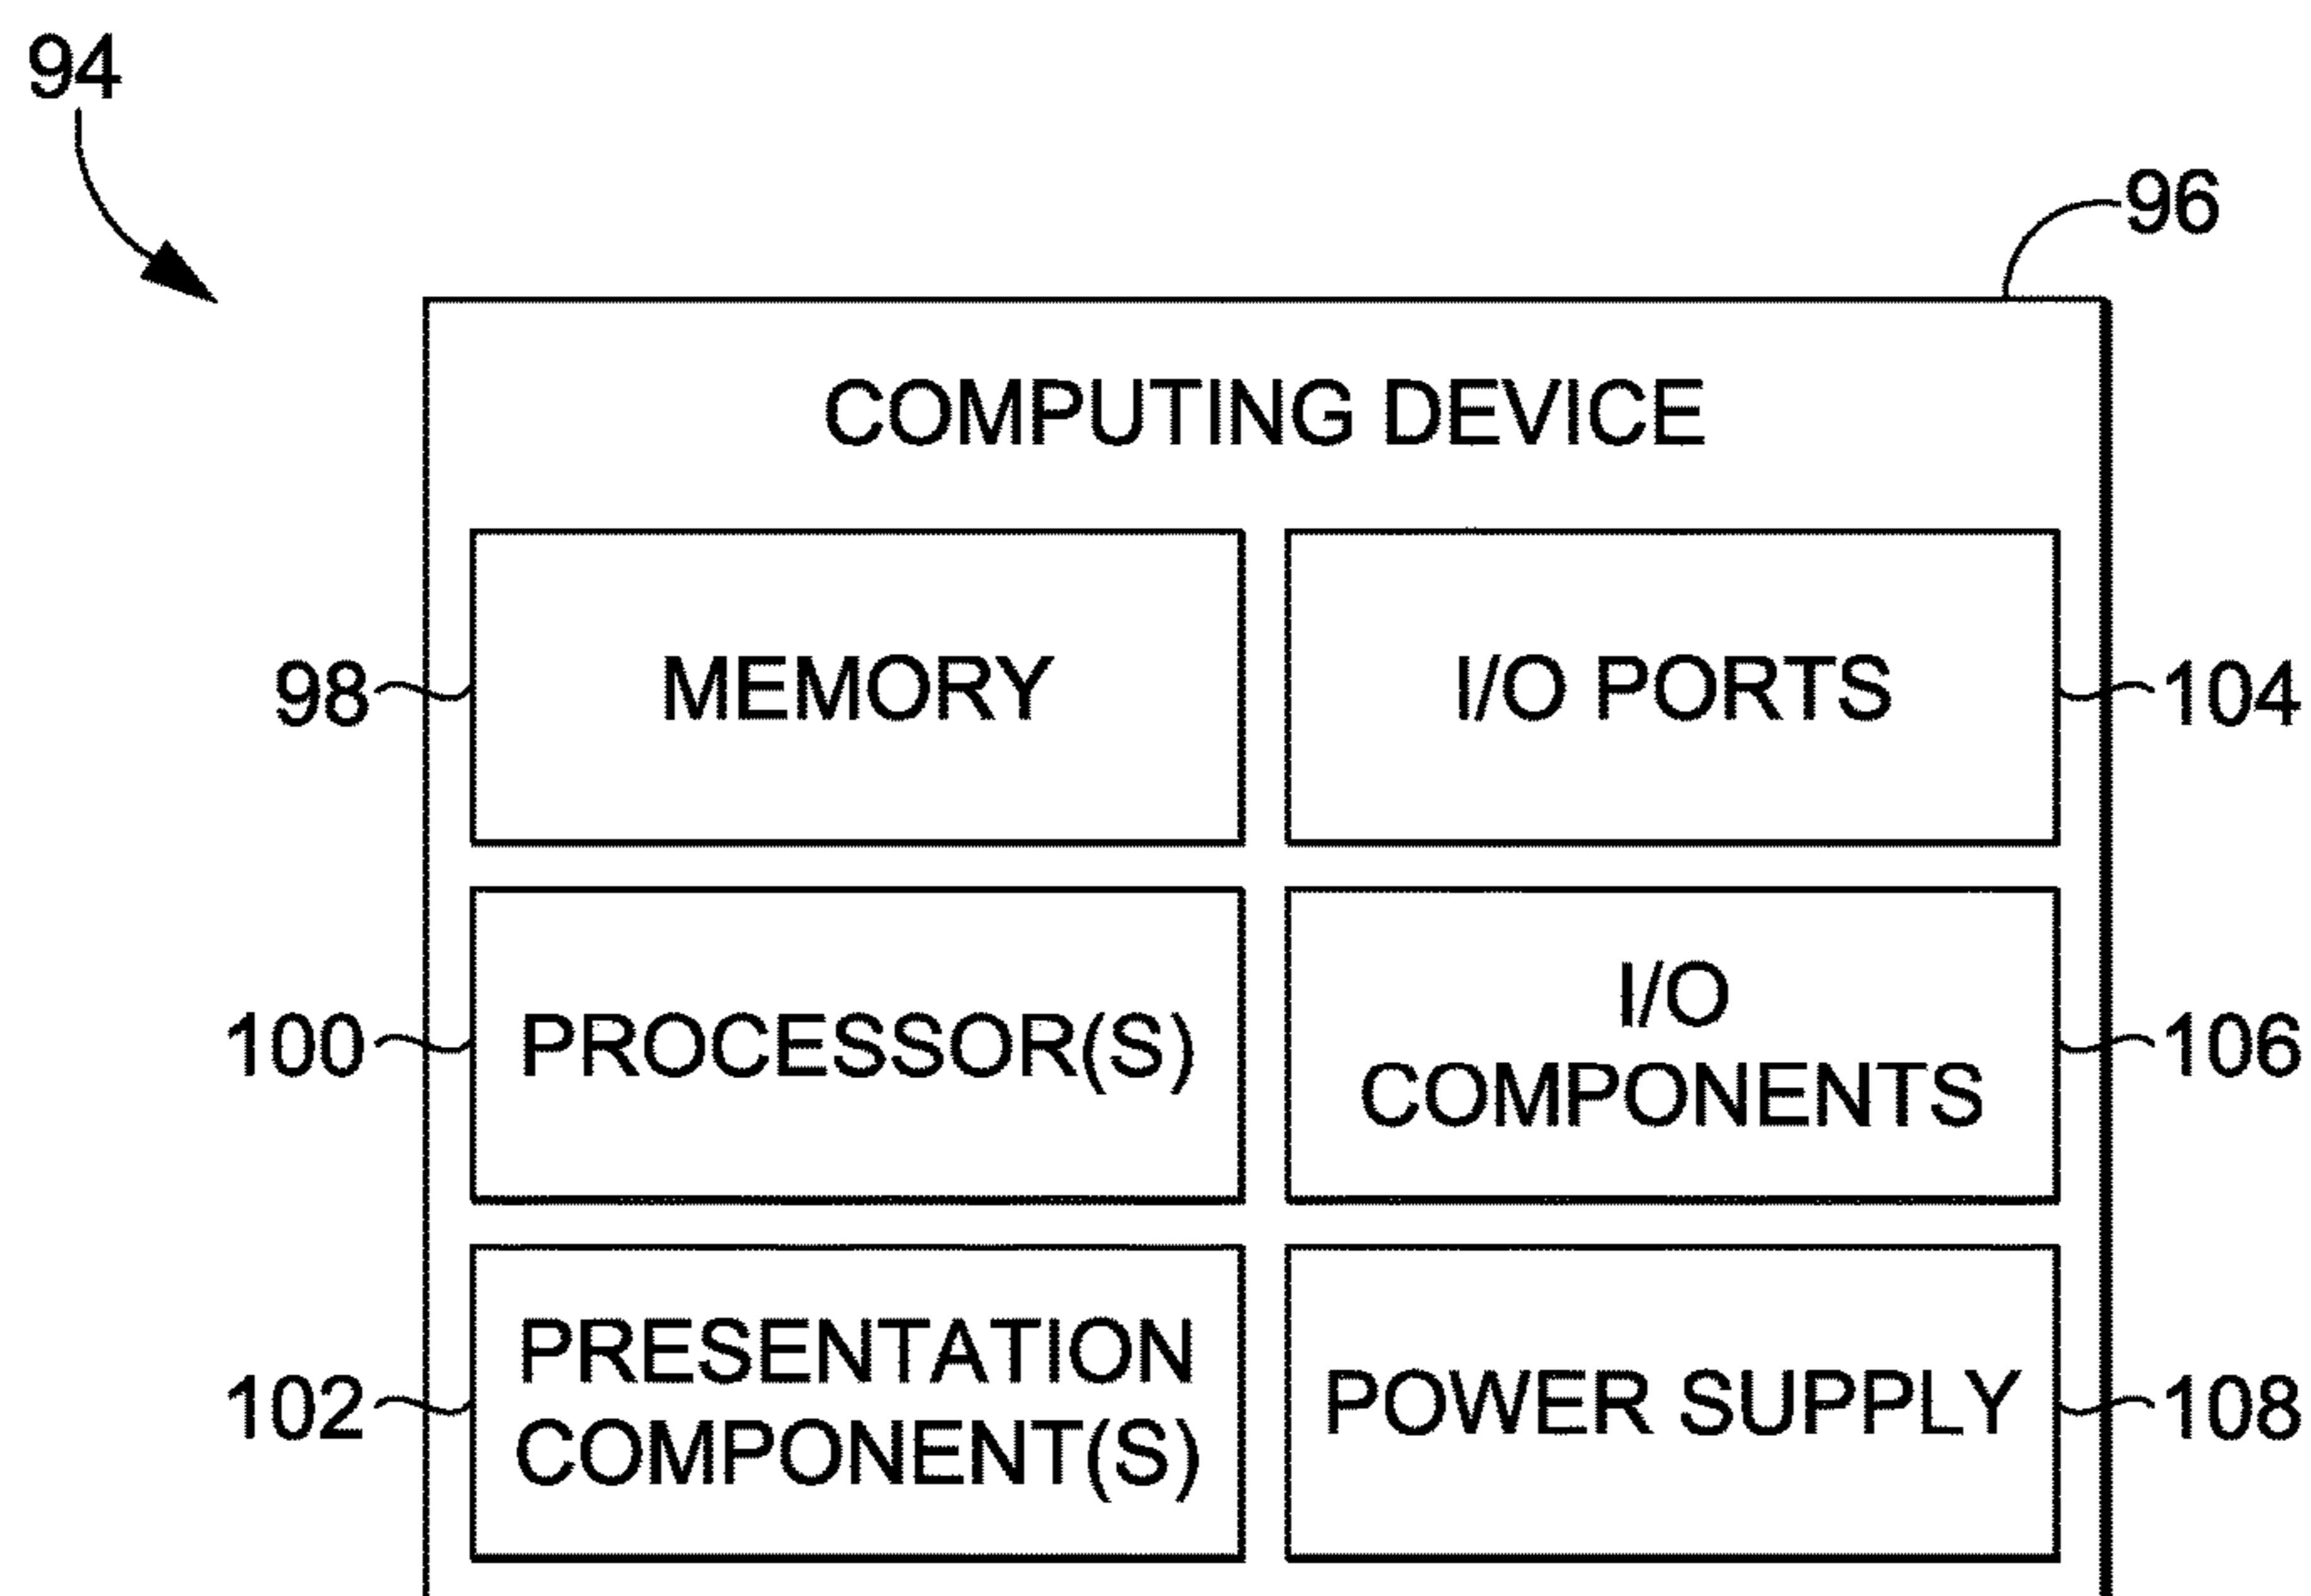 94
96
COMPUTING DEVICE
98
MEMORY
I/O PORTS
104
100
PROCESSOR(S)
I/O
COMPONENTS
106
102
PRESENTATION
COMPONENT(S)
POWER SUPPLY
108